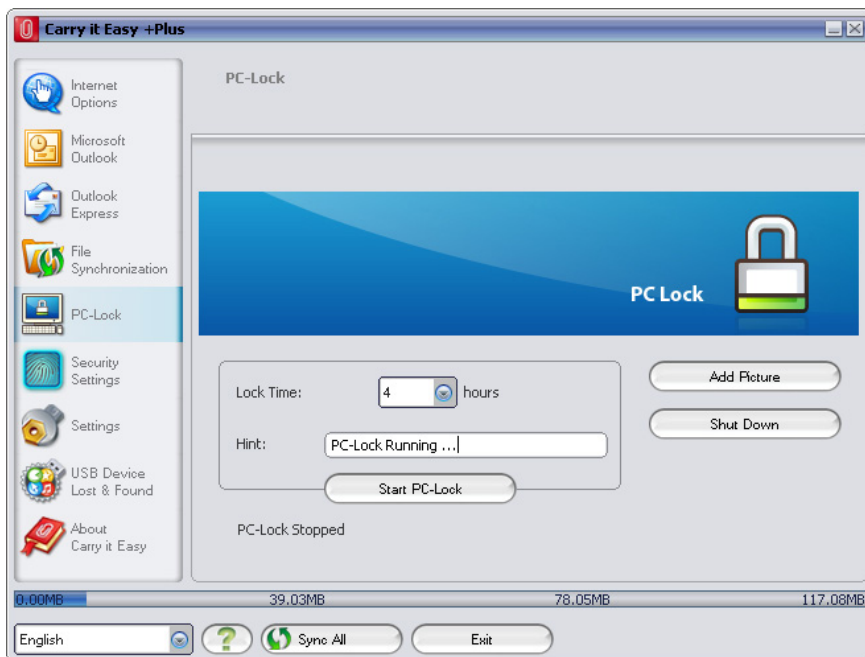 Carry it Easy +Plus
Internet
Options
Microsoft
Outlook
Outlook
Express
File
Synchronization
PC-Lock
Security
Settings
Settings
USB Device
Lost & Found
About
Carry it Easy
PC-Lock
PC Lock
Lock Time:
4
hours
Hint:
PC-Lock Running ...
Start PC-Lock
PC-Lock Stopped
Add Picture
Shut Down
0.00MB
39.03MB
78.05MB
117.08MB
English
?
Sync All
Exit